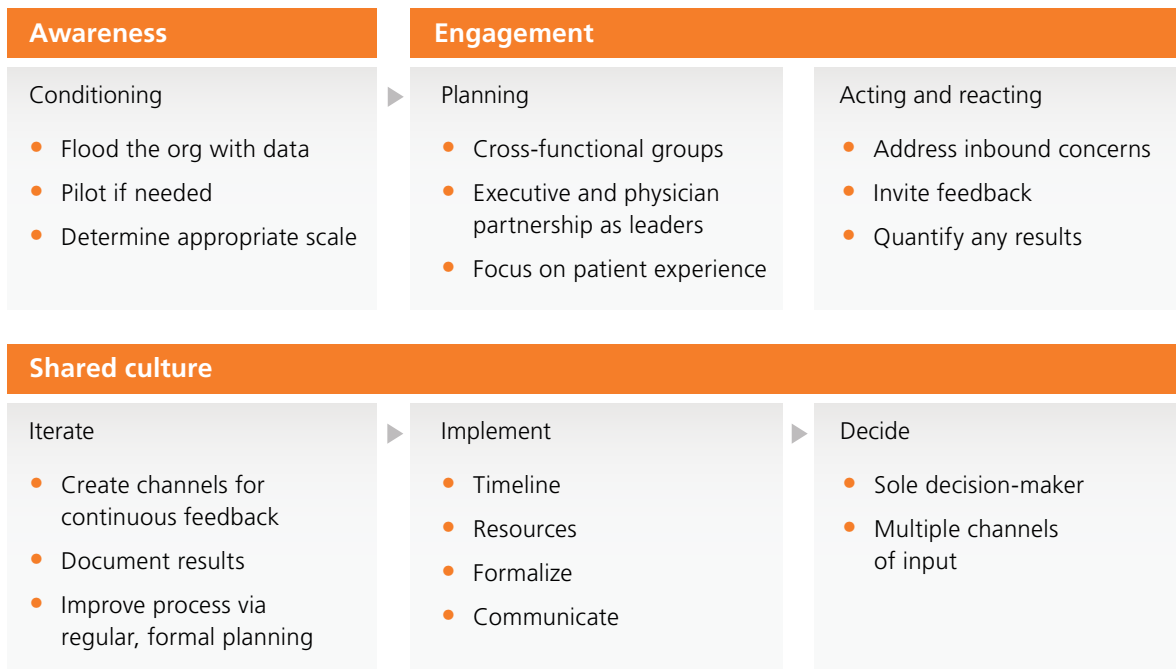 Awareness
Engagement
Conditioning
• Flood the org with data
• Pilot if needed
• Determine appropriate scale
Planning
• Cross-functional groups
• Executive and physician
partnership as leaders
• Focus on patient experience
Acting and reacting
• Address inbound concerns
• Invite feedback
• Quantify any results
Shared culture
Iterate
• Create channels for
continuous feedback
• Document results
• Improve process via
regular, formal planning
Implement
• Timeline
• Resources
• Formalize
• Communicate
Decide
• Sole decision-maker
• Multiple channels
of input